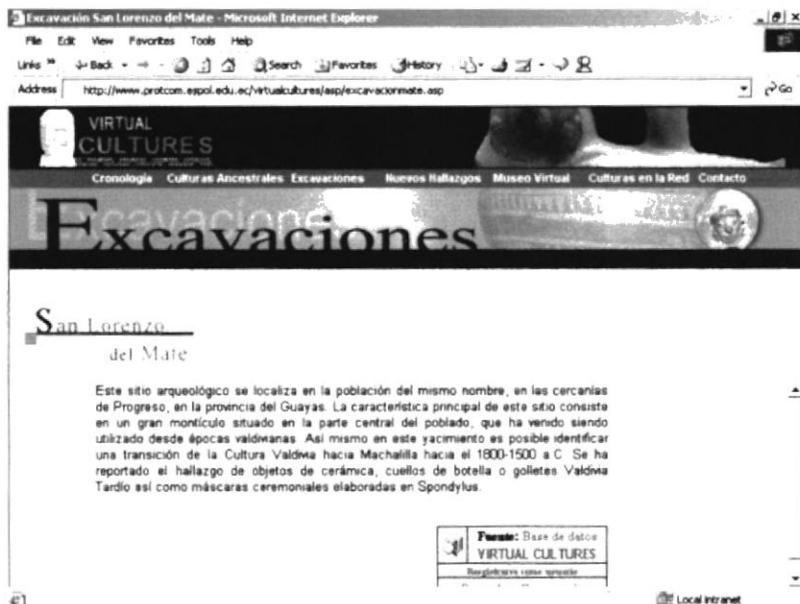 Excavación San Lorenzo del Mate - Microsoft Internet Explorer
File Edit View Favorites Tools Help
Links » Back Search Favorites History
Address http://www.protcom.espol.edu.ec/virtualcultures/asp/excavacionmate.asp Go
VIRTUAL
CULTURES
Cronología Culturas Ancestrales Excavaciones Nuevos Hallazgos Museo Virtual Culturas en la Red Contacto
Excavaciones
San Lorenzo
del Mate
Este sitio arqueológico se localiza en la población del mismo nombre, en las cercanías
de Progreso, en la provincia del Guayas. La característica principal de este sitio consiste
en un gran montículo situado en la parte central del poblado, que ha venido siendo
utilizado desde épocas valdivianas. Así mismo en este yacimiento es posible identificar
una transición de la Cultura Valdivia hacia Machalilla hacia el 1800-1500 a C. Se ha
reportado el hallazgo de objetos de cerámica, cuellos de botella o golletes Valdivia
Tardío así como máscaras ceremoniales elaboradas en Spondylus.
Fuente: Base de datos
VIRTUAL CULTURES
Regístrese como usuario
Local intranet